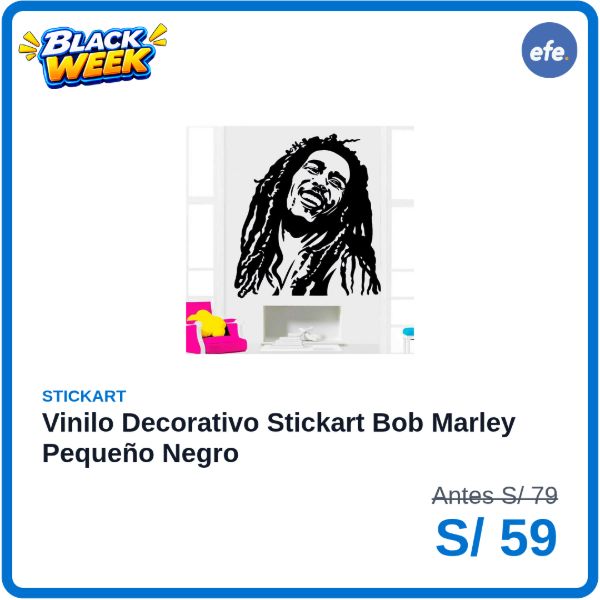 BLACK
WEEK
efe.
STICKART
Vinilo Decorativo Stickart Bob Marley
Pequeño Negro
Antes S/ 79
S/ 59